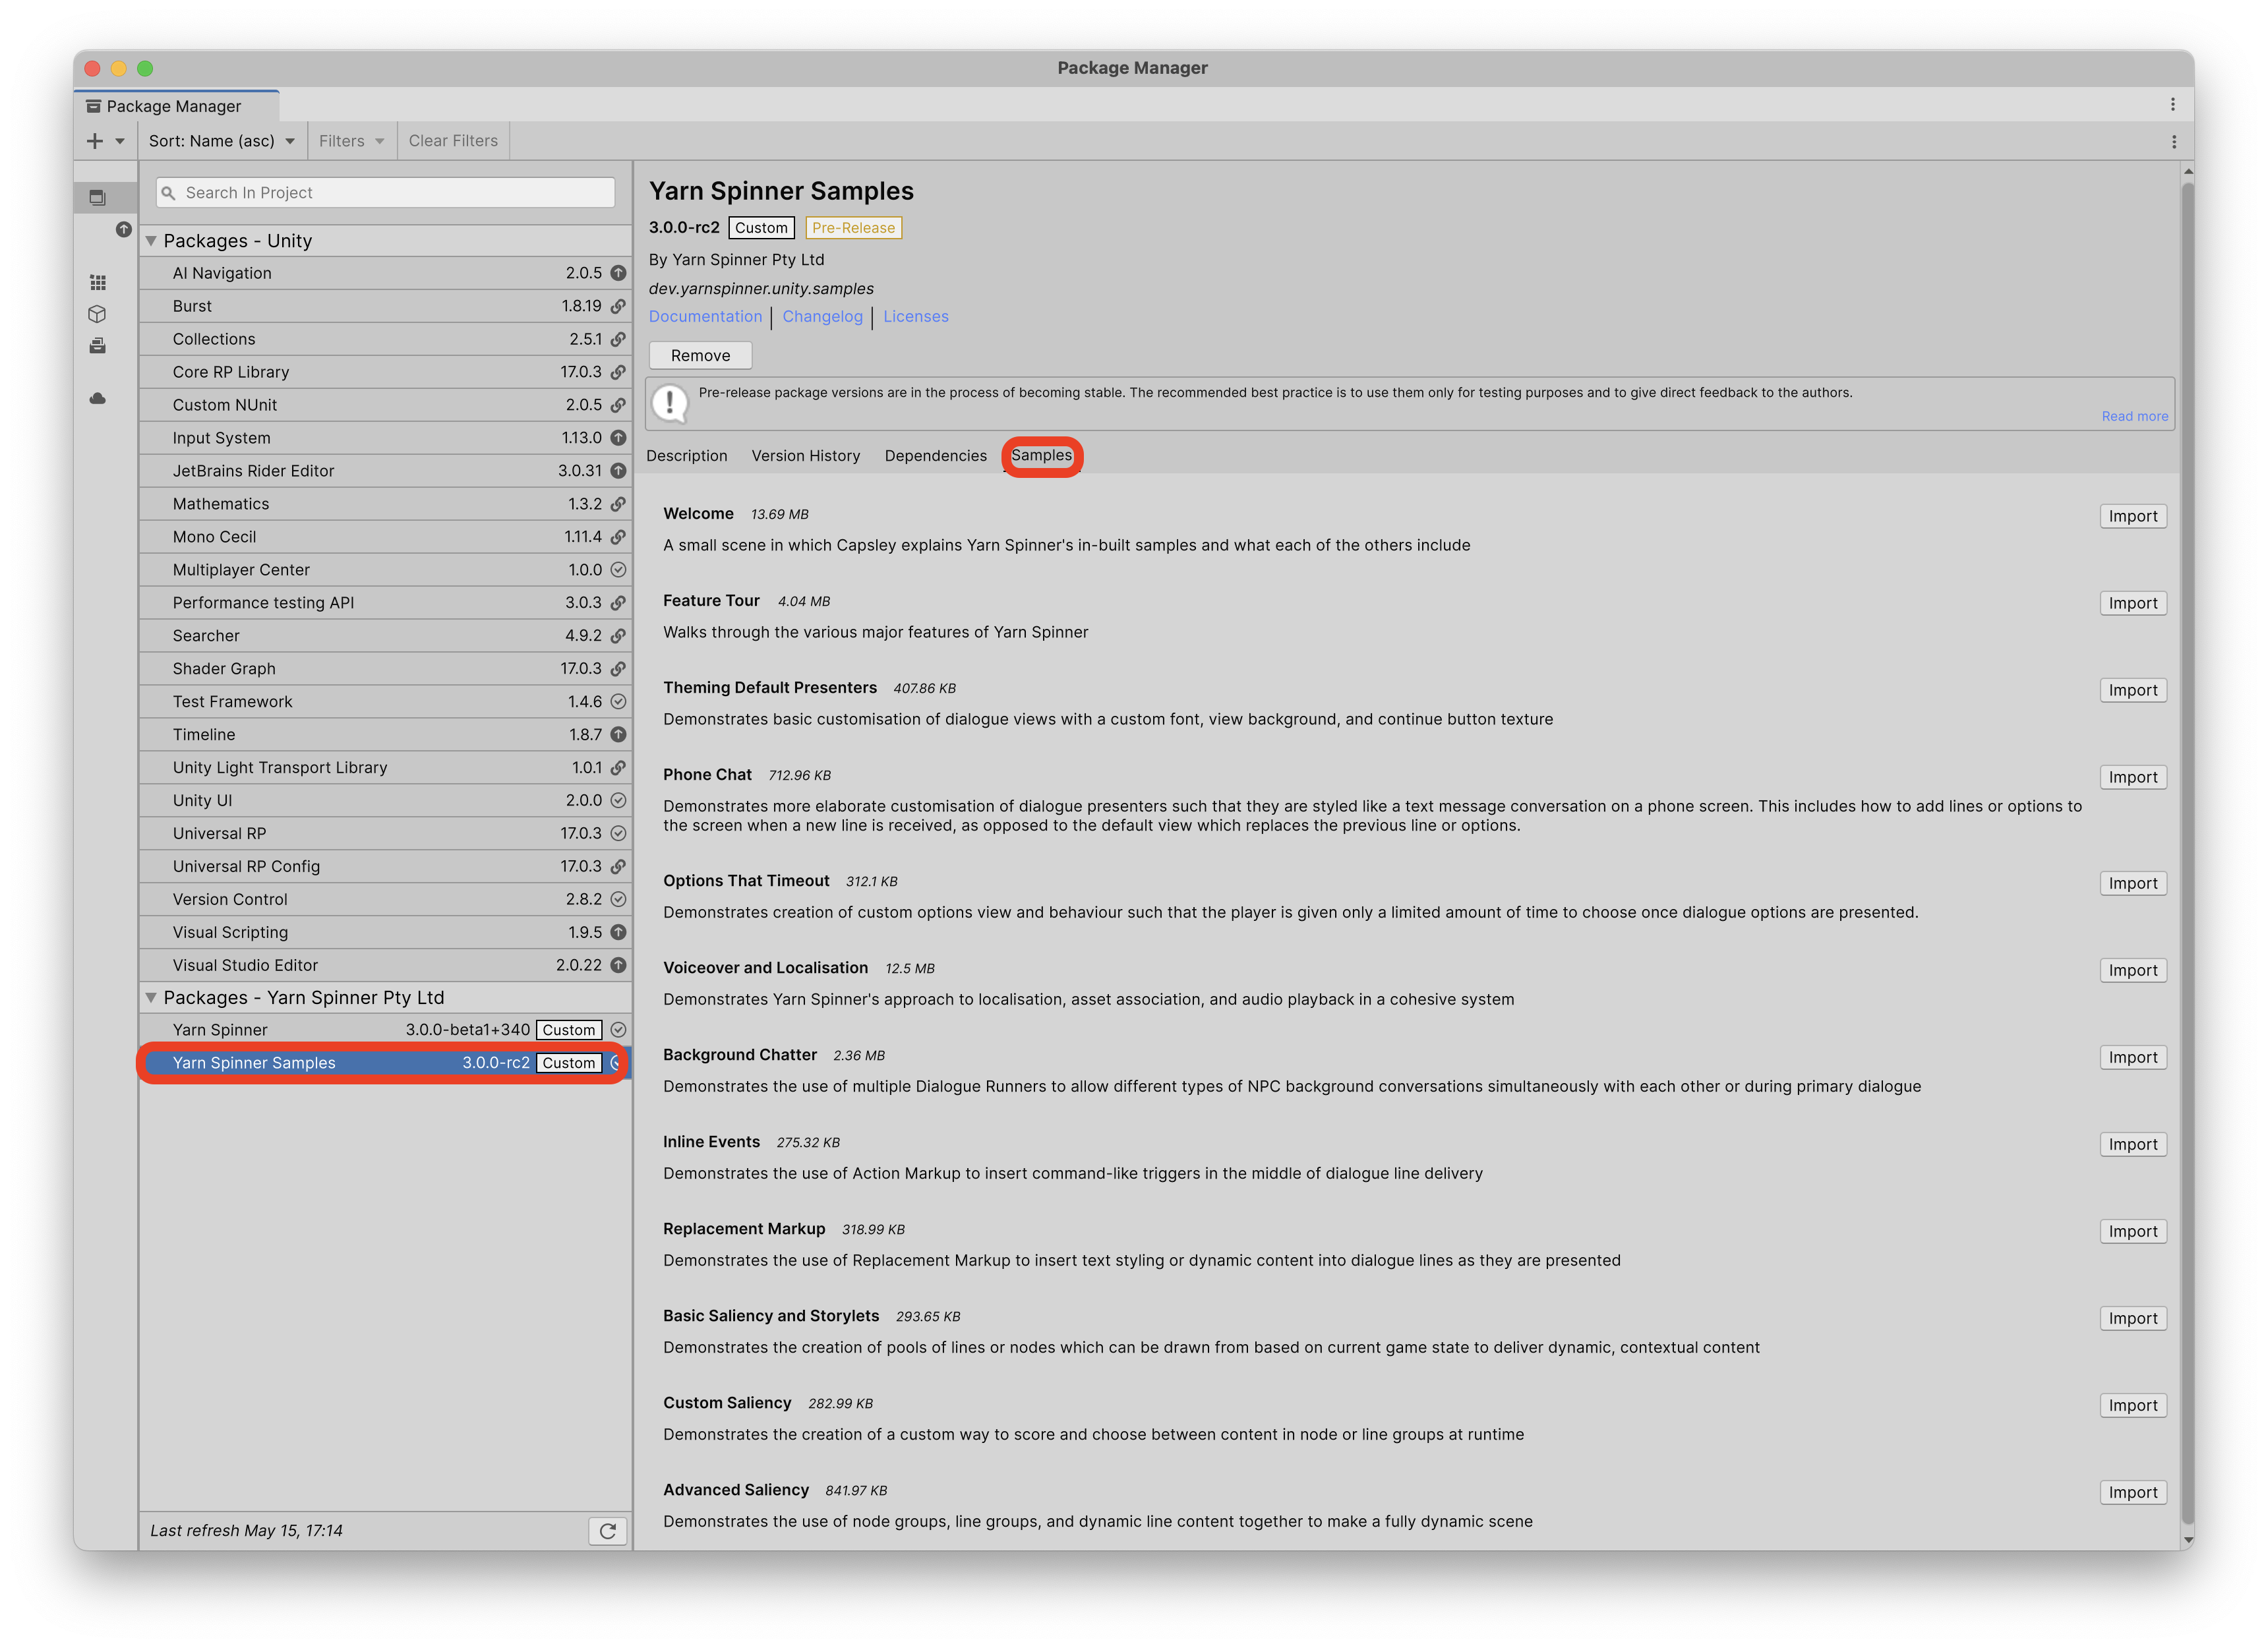 Package Manager
Package Manager
Sort: Name (asc) Filters Clear Filters
Search In Project
Packages - Unity
AI Navigation 2.0.5
Burst 1.8.19
Collections 2.5.1
Core RP Library 17.0.3
Custom NUnit 2.0.5
Input System 1.13.0
JetBrains Rider Editor 3.0.31
Mathematics 1.3.2
Mono Cecil 1.11.4
Multiplayer Center 1.0.0
Performance testing API 3.0.3
Searcher 4.9.2
Shader Graph 17.0.3
Test Framework 1.4.6
Timeline 1.8.7
Unity Light Transport Library 1.0.1
Unity UI 2.0.0
Universal RP 17.0.3
Universal RP Config 17.0.3
Version Control 2.8.2
Visual Scripting 1.9.5
Visual Studio Editor 2.0.22
Packages - Yarn Spinner Pty Ltd
Yarn Spinner 3.0.0-beta1+340 Custom
Yarn Spinner Samples 3.0.0-rc2 Custom
Last refresh May 15, 17:14
Yarn Spinner Samples
3.0.0-rc2 Custom Pre-Release
By Yarn Spinner Pty Ltd
dev.yarnspinner.unity.samples
Documentation | Changelog | Licenses
Remove
Pre-release package versions are in the process of becoming stable. The recommended best practice is to use them only for testing purposes and to give direct feedback to the authors.
Read more
Description Version History Dependencies Samples
Welcome 13.69 MB Import
A small scene in which Capsley explains Yarn Spinner's in-built samples and what each of the others include
Feature Tour 4.04 MB Import
Walks through the various major features of Yarn Spinner
Theming Default Presenters 407.86 KB Import
Demonstrates basic customisation of dialogue views with a custom font, view background, and continue button texture
Phone Chat 712.96 KB Import
Demonstrates more elaborate customisation of dialogue presenters such that they are styled like a text message conversation on a phone screen. This includes how to add lines or options to
the screen when a new line is received, as opposed to the default view which replaces the previous line or options.
Options That Timeout 312.1 KB Import
Demonstrates creation of custom options view and behaviour such that the player is given only a limited amount of time to choose once dialogue options are presented.
Voiceover and Localisation 12.5 MB Import
Demonstrates Yarn Spinner's approach to localisation, asset association, and audio playback in a cohesive system
Background Chatter 2.36 MB Import
Demonstrates the use of multiple Dialogue Runners to allow different types of NPC background conversations simultaneously with each other or during primary dialogue
Inline Events 275.32 KB Import
Demonstrates the use of Action Markup to insert command-like triggers in the middle of dialogue line delivery
Replacement Markup 318.99 KB Import
Demonstrates the use of Replacement Markup to insert text styling or dynamic content into dialogue lines as they are presented
Basic Saliency and Storylets 293.65 KB Import
Demonstrates the creation of pools of lines or nodes which can be drawn from based on current game state to deliver dynamic, contextual content
Custom Saliency 282.99 KB Import
Demonstrates the creation of a custom way to score and choose between content in node or line groups at runtime
Advanced Saliency 841.97 KB Import
Demonstrates the use of node groups, line groups, and dynamic line content together to make a fully dynamic scene